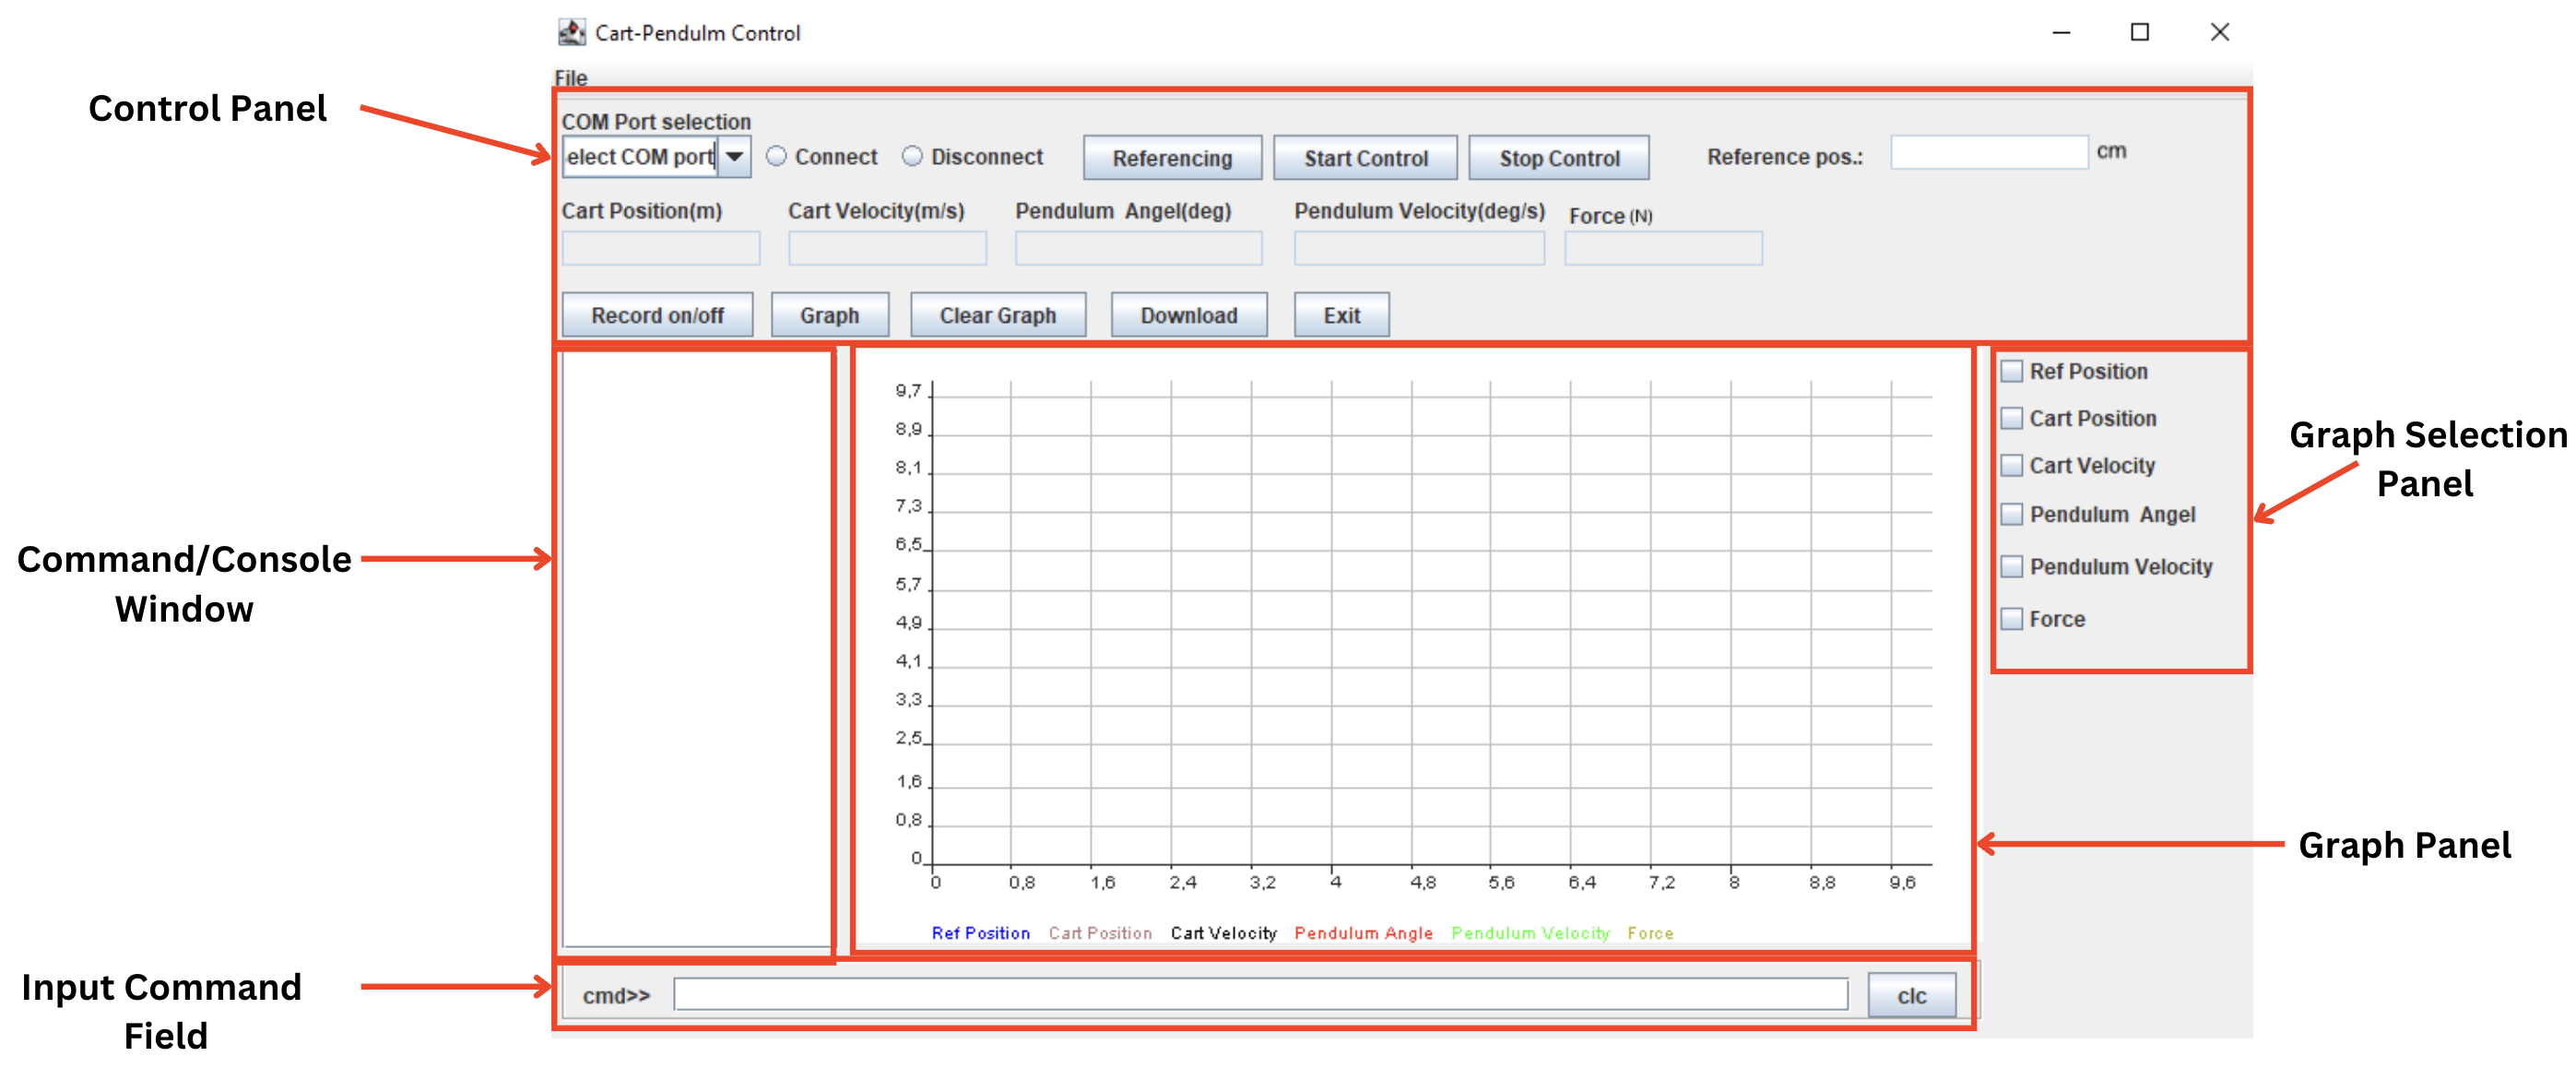 Cart-Pendulm Control
File
Control Panel
COM Port selection
elect COM port
Connect
Disconnect
Referencing
Start Control
Stop Control
Reference pos.:
cm
Cart Position(m)
Cart Velocity(m/s)
Pendulum Angel(deg)
Pendulum Velocity(deg/s)
Force (N)
Record on/off
Graph
Clear Graph
Download
Exit
Command/Console
Window
9,7
8,9
8,1
7,3
6,5
5,7
4,9
4,1
3,3
2,5
1,6
0,8
0
0 0,8 1,6 2,4 3,2 4 4,8 5,6 6,4 7,2 8 8,8 9,6
Ref Position Cart Position Cart Velocity Pendulum Angle Pendulum Velocity Force
Ref Position
Cart Position
Cart Velocity
Pendulum Angel
Pendulum Velocity
Force
Graph Selection
Panel
Graph Panel
Input Command
Field
cmd>>
clc